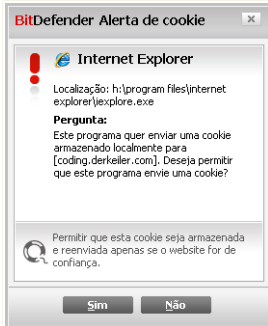 BitDefender Alerta de cookie
Internet Explorer
Localização: h:\program files\internet
explorer\iexplore.exe
Pergunta:
Este programa quer enviar uma cookie
armazenado localmente para
[coding.derkeiler.com]. Deseja permitir
que este programa envie uma cookie?
Permitir que esta cookie seja armazenada
e reenviada apenas se o website for de
confiança.
Sim Não